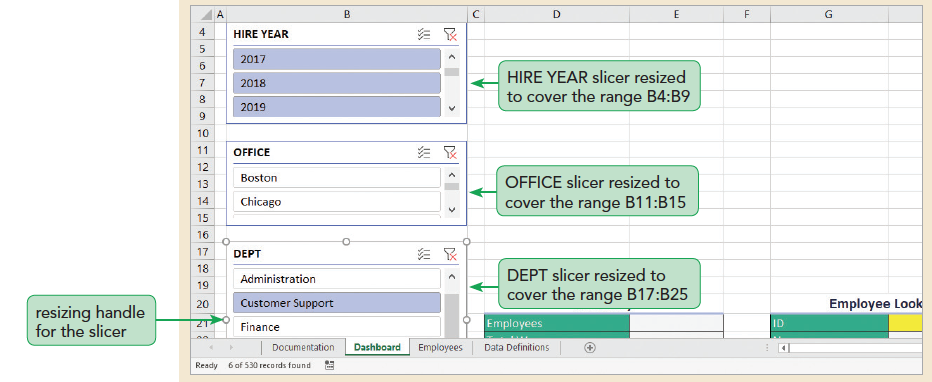 A B C D E F G
4 HIRE YEAR
5
2017
6
7 2018
8
2019
9
10
11 OFFICE
12
Boston
13
14 Chicago
15
16
17 DEPT
18
Administration
19
20 Customer Support
Employee Look
21 Finance
Employees ID
HIRE YEAR slicer resized
to cover the range B4:B9
OFFICE slicer resized to
cover the range B11:B15
DEPT slicer resized to
cover the range B17:B25
resizing handle
for the slicer
Documentation Dashboard Employees Data Definitions
Ready 6 of 530 records found